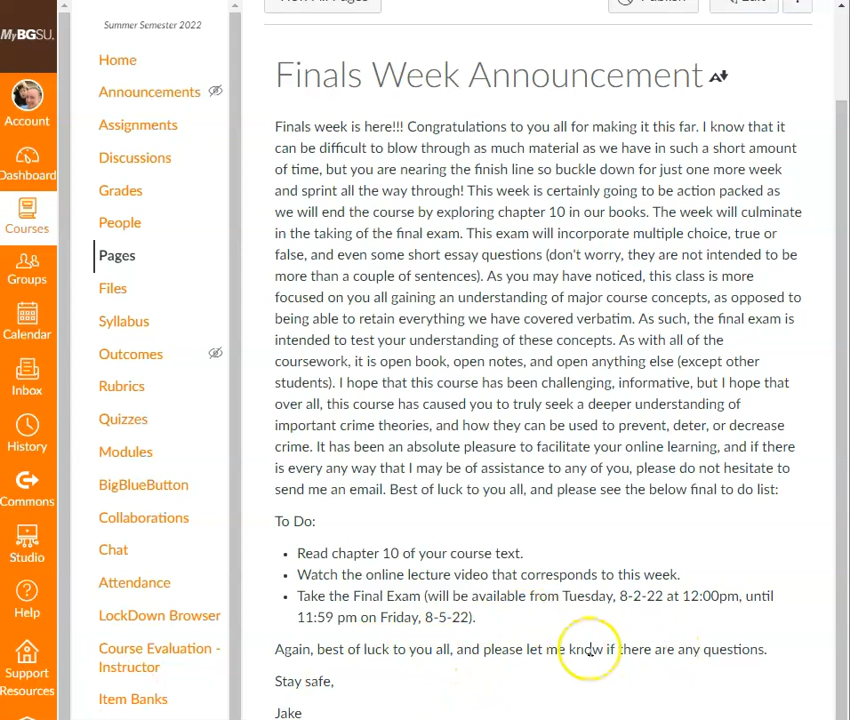 MyBGSU.
Account
Dashboard
Courses
Groups
Calendar
Inbox
History
Commons
Studio
Help
Support
Resources
Summer Semester 2022
Home
Announcements
Assignments
Discussions
Grades
People
Pages
Files
Syllabus
Outcomes
Rubrics
Quizzes
Modules
BigBlueButton
Collaborations
Chat
Attendance
LockDown Browser
Course Evaluation -
Instructor
Item Banks
View All Pages
Publish
Edit
Finals Week Announcement
Finals week is here!!! Congratulations to you all for making it this far. I know that it
can be difficult to blow through as much material as we have in such a short amount
of time, but you are nearing the finish line so buckle down for just one more week
and sprint all the way through! This week is certainly going to be action packed as
we will end the course by exploring chapter 10 in our books. The week will culminate
in the taking of the final exam. This exam will incorporate multiple choice, true or
false, and even some short essay questions (don't worry, they are not intended to be
more than a couple of sentences). As you may have noticed, this class is more
focused on you all gaining an understanding of major course concepts, as opposed to
being able to retain everything we have covered verbatim. As such, the final exam is
intended to test your understanding of these concepts. As with all of the
coursework, it is open book, open notes, and open anything else (except other
students). I hope that this course has been challenging, informative, but I hope that
over all, this course has caused you to truly seek a deeper understanding of
important crime theories, and how they can be used to prevent, deter, or decrease
crime. It has been an absolute pleasure to facilitate your online learning, and if there
is every any way that I may be of assistance to any of you, please do not hesitate to
send me an email. Best of luck to you all, and please see the below final to do list:
To Do:
• Read chapter 10 of your course text.
• Watch the online lecture video that corresponds to this week.
• Take the Final Exam (will be available from Tuesday, 8-2-22 at 12:00pm, until
11:59 pm on Friday, 8-5-22).
Again, best of luck to you all, and please let me know if there are any questions.
Stay safe,
Jake